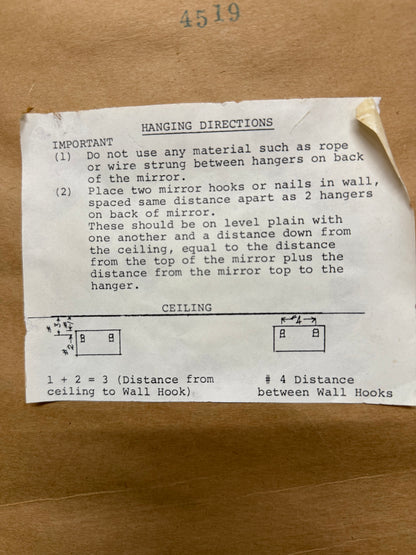 4519
HANGING DIRECTIONS
IMPORTANT
(1) Do not use any material such as rope
or wire strung between hangers on back
of the mirror.
(2) Place two mirror hooks or nails in wall,
spaced same distance apart as 2 hangers
on back of mirror.
These should be on level plain with
one another and a distance down from
the ceiling, equal to the distance
from the top of the mirror plus the
distance from the mirror top to the
hanger.
CEILING
#3 #1 #4
#2
1 + 2 = 3 (Distance from
ceiling to Wall Hook)
# 4 Distance
between Wall Hooks